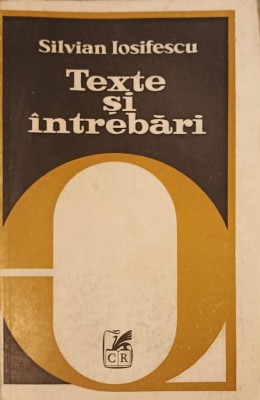 Silvian Iosifescu
Texte
și
întrebări
CR